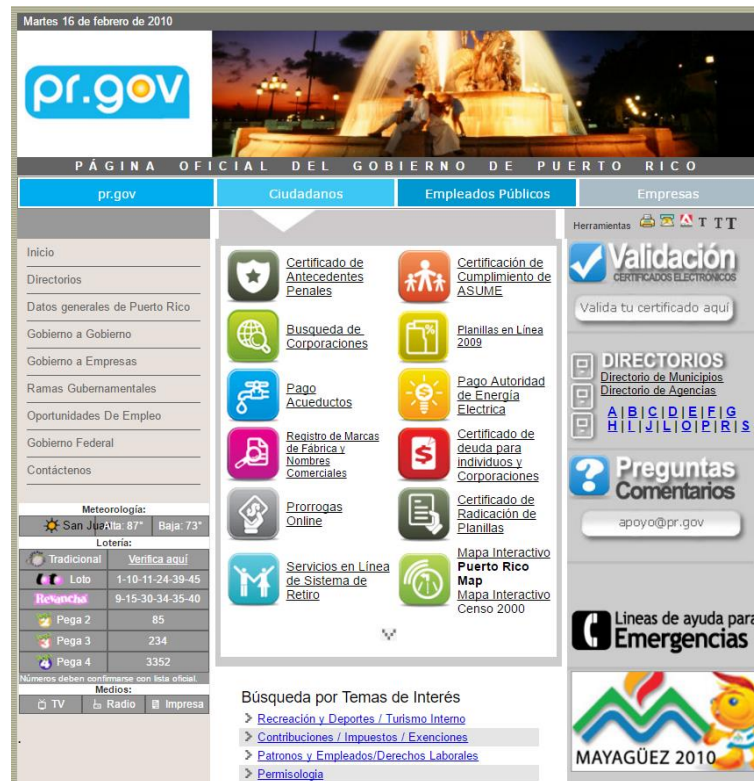 Martes 16 de febrero de 2010
pr.gov
PÁGINA OFICIAL DEL GOBIERNO DE PUERTO RICO
pr.gov
Ciudadanos
Empleados Públicos
Empresas
Inicio
Directorios
Datos generales de Puerto Rico
Gobierno a Gobierno
Gobierno a Empresas
Ramas Gubernamentales
Oportunidades De Empleo
Gobierno Federal
Contáctenos
Meteorología:
San Jua Alta: 87° Baja: 73°
Lotería:
Tradicional Verifica aquí
Loto 1-10-11-24-39-45
Revancha 9-15-30-34-35-40
Pega 2 85
Pega 3 234
Pega 4 3352
Números deben confirmarse con lista oficial.
Medios:
TV Radio Impresa
.
Certificado de
Antecedentes
Penales
Certificación de
Cumplimiento de
ASUME
Busqueda de
Corporaciones
Planillas en Línea
2009
Pago
Acueductos
Pago Autoridad
de Energía
Electrica
Registro de Marcas
de Fábrica y
Nombres
Comerciales
Certificado de
deuda para
individuos y
Corporaciones
Prorrogas
Online
Certificado de
Radicación de
Planillas
Servicios en Línea
de Sistema de
Retiro
Mapa Interactivo
Puerto Rico
Map
Mapa Interactivo
Censo 2000
Búsqueda por Temas de Interés
Recreación y Deportes / Turismo Interno
Contribuciones / Impuestos / Exenciones
Patronos y Empleados/Derechos Laborales
Permisologia
Herramientas T TT
Validación
CERTIFICADOS ELECTRÓNICOS
Valida tu certificado aquí
DIRECTORIOS
Directorio de Municipios
Directorio de Agencias
A | B | C | D | E | F | G
H | I | J | L | O | P | R | S
Preguntas
Comentarios
apoyo@pr.gov
Lineas de ayuda para
Emergencias
MAYAGÜEZ 2010